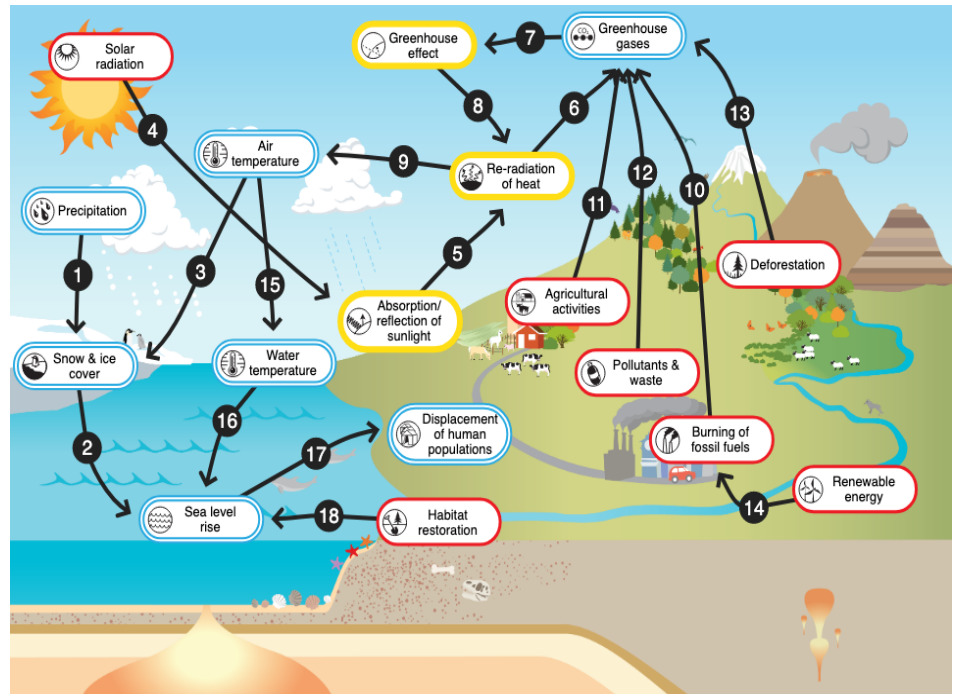 Solar
radiation
Greenhouse
effect
7
CO₂
Greenhouse
gases
8
6
13
4
Air
temperature
9
Re-radiation
of heat
12
10
11
Precipitation
1
3
15
5
Deforestation
Absorption/
reflection of
sunlight
Agricultural
activities
Snow & ice
cover
Water
temperature
Pollutants &
waste
2
16
17
Displacement
of human
populations
Burning of
fossil fuels
14
Renewable
energy
Sea level
rise
18
Habitat
restoration